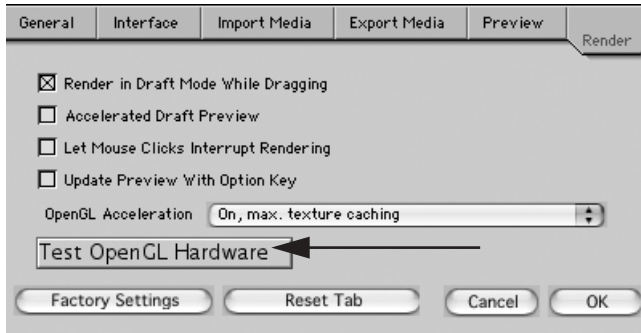 General Interface Import Media Export Media Preview Render
Render in Draft Mode While Dragging
Accelerated Draft Preview
Let Mouse Clicks Interrupt Rendering
Update Preview With Option Key
OpenGL Acceleration On, max. texture caching
Test OpenGL Hardware
Factory Settings Reset Tab Cancel OK